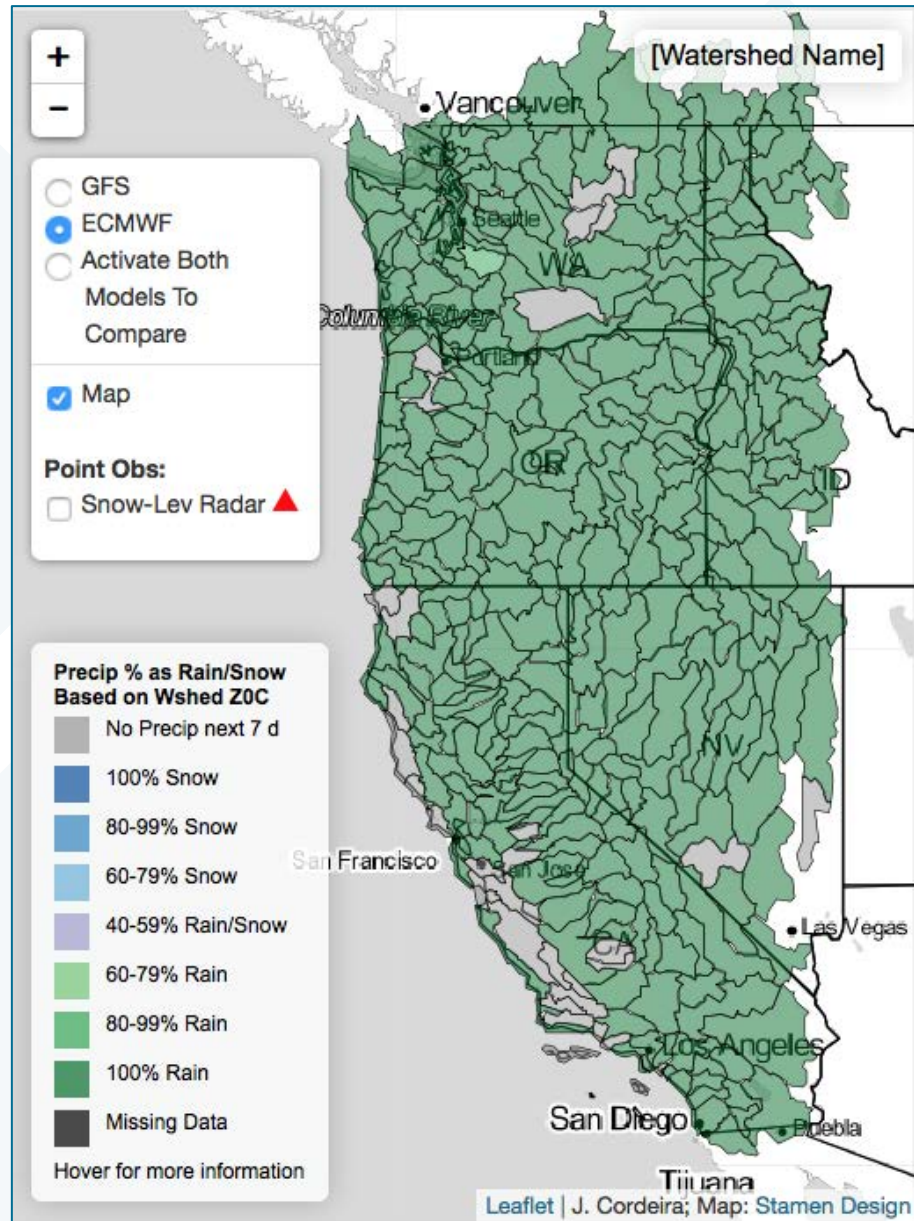 +
−
[Watershed Name]
Vancouver
GFS
ECMWF
Activate Both
Models To
Compare
Map
Point Obs:
Snow-Lev Radar
Seattle
WA
Columbia River
Portland
OR
ID
NV
San Francisco
San Jose
CA
Las Vegas
Los Angeles
San Diego
Puebla
Tijuana
Precip % as Rain/Snow
Based on Wshed Z0C
No Precip next 7 d
100% Snow
80-99% Snow
60-79% Snow
40-59% Rain/Snow
60-79% Rain
80-99% Rain
100% Rain
Missing Data
Hover for more information
Leaflet | J. Cordeira; Map: Stamen Design